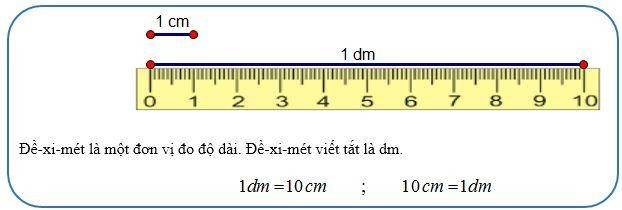 1 cm
1 dm
0 1 2 3 4 5 6 7 8 9 10
Đề-xi-mét là một đơn vị đo độ dài. Đề-xi-mét viết tắt là dm.
1dm =10cm ; 10cm =1dm